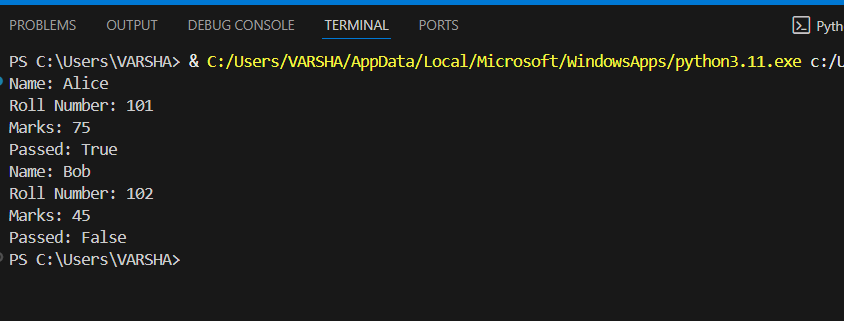 PROBLEMS OUTPUT DEBUG CONSOLE TERMINAL PORTS Pyth
PS C:\Users\VARSHA> & C:/Users/VARSHA/AppData/Local/Microsoft/WindowsApps/python3.11.exe c:/U
Name: Alice
Roll Number: 101
Marks: 75
Passed: True
Name: Bob
Roll Number: 102
Marks: 45
Passed: False
PS C:\Users\VARSHA>